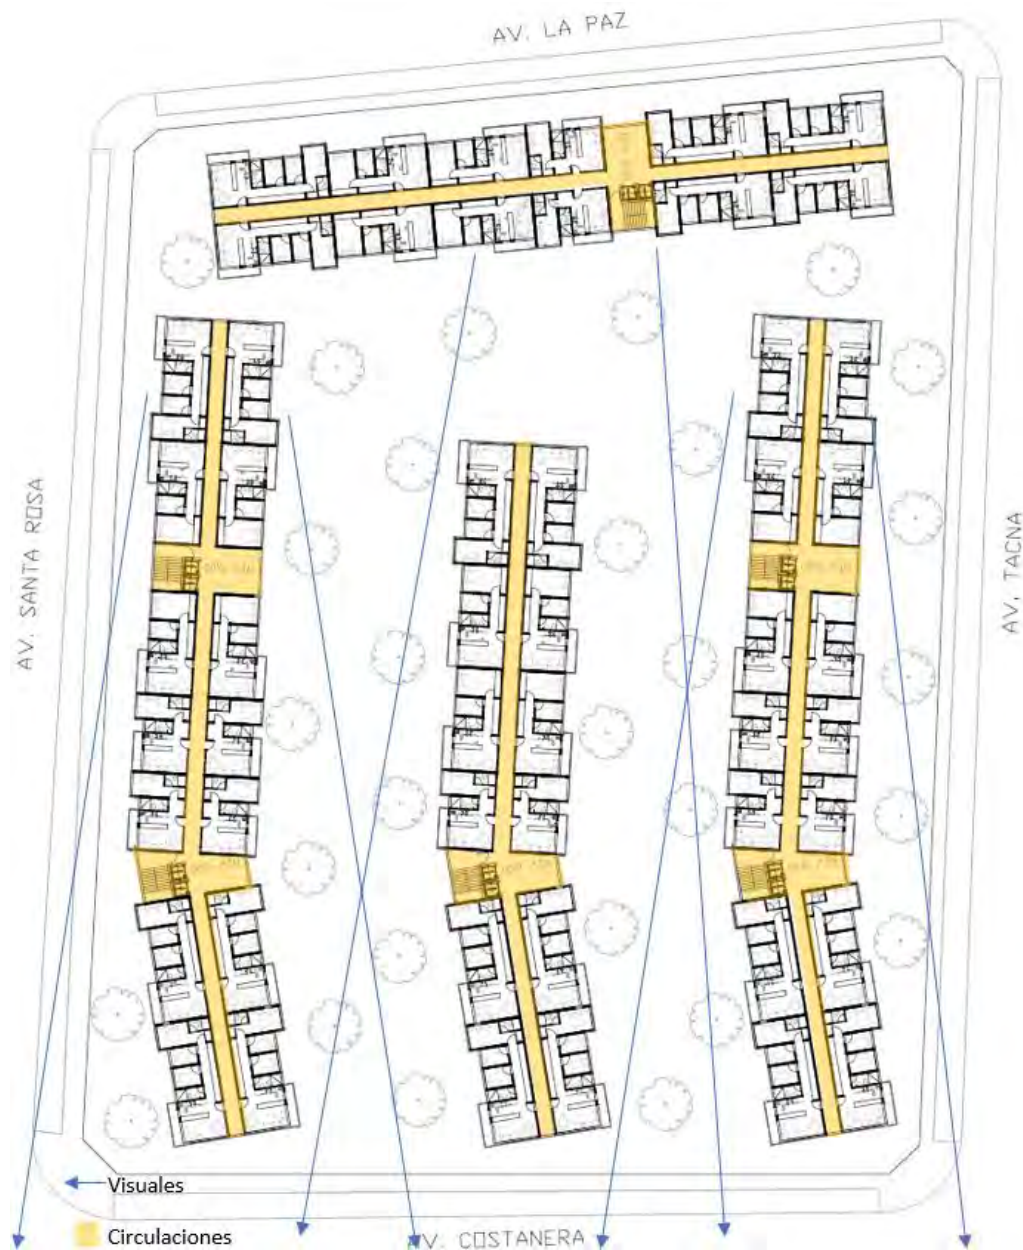 AV. LA PAZ
AV. SANTA ROSA
AV. TACNA
Visuales
Circulaciones
AV. COSTANERA